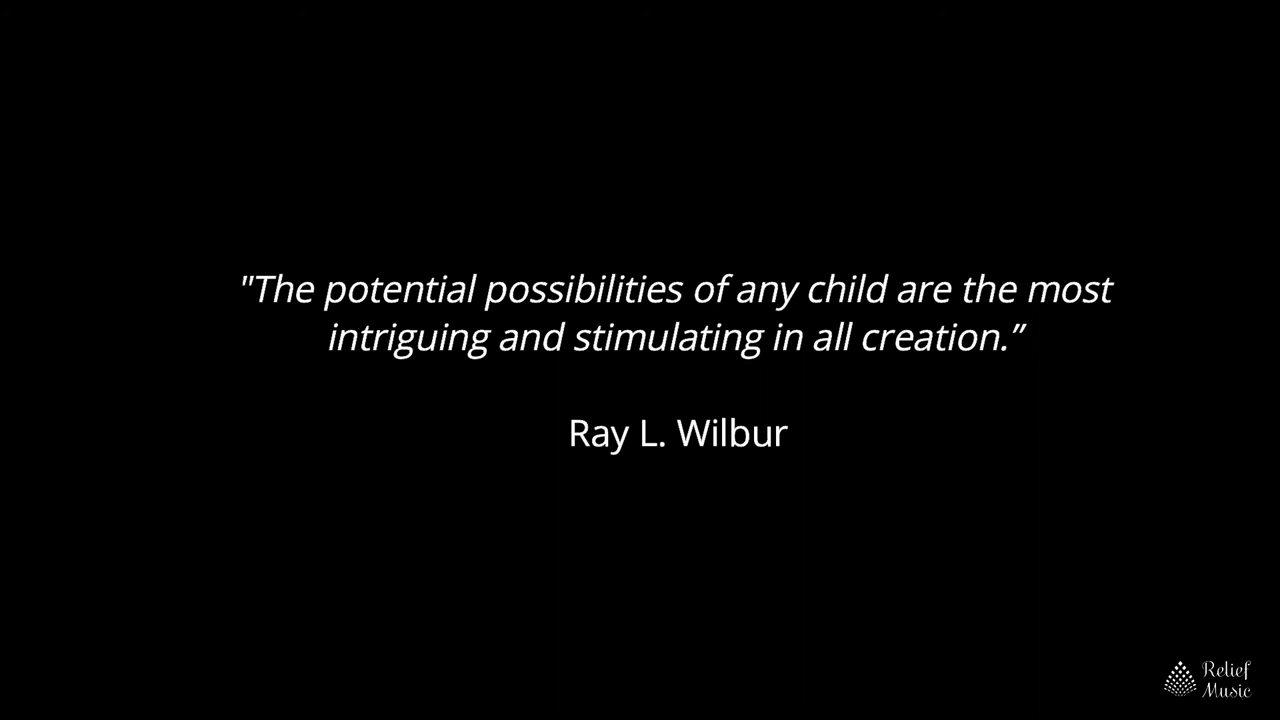 "The potential possibilities of any child are the most
intriguing and stimulating in all creation.”
Ray L. Wilbur
Relief
Music